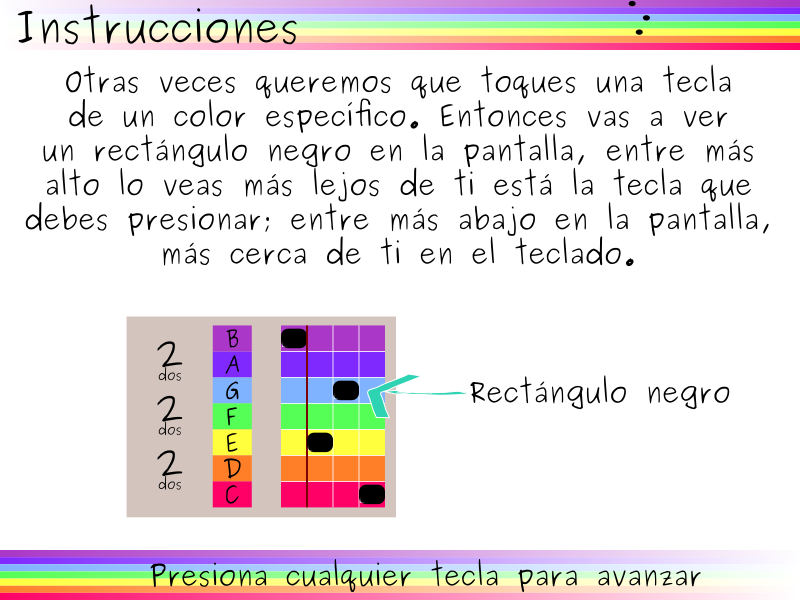 Instrucciones
Otras veces queremos que toques una tecla
de un color específico. Entonces vas a ver
un rectángulo negro en la pantalla, entre más
alto lo veas más lejos de ti está la tecla que
debes presionar; entre más abajo en la pantalla,
más cerca de ti en el teclado.
2
dos
2
dos
2
dos
B
A
G
F
E
D
C
Rectángulo negro
Presiona cualquier tecla para avanzar